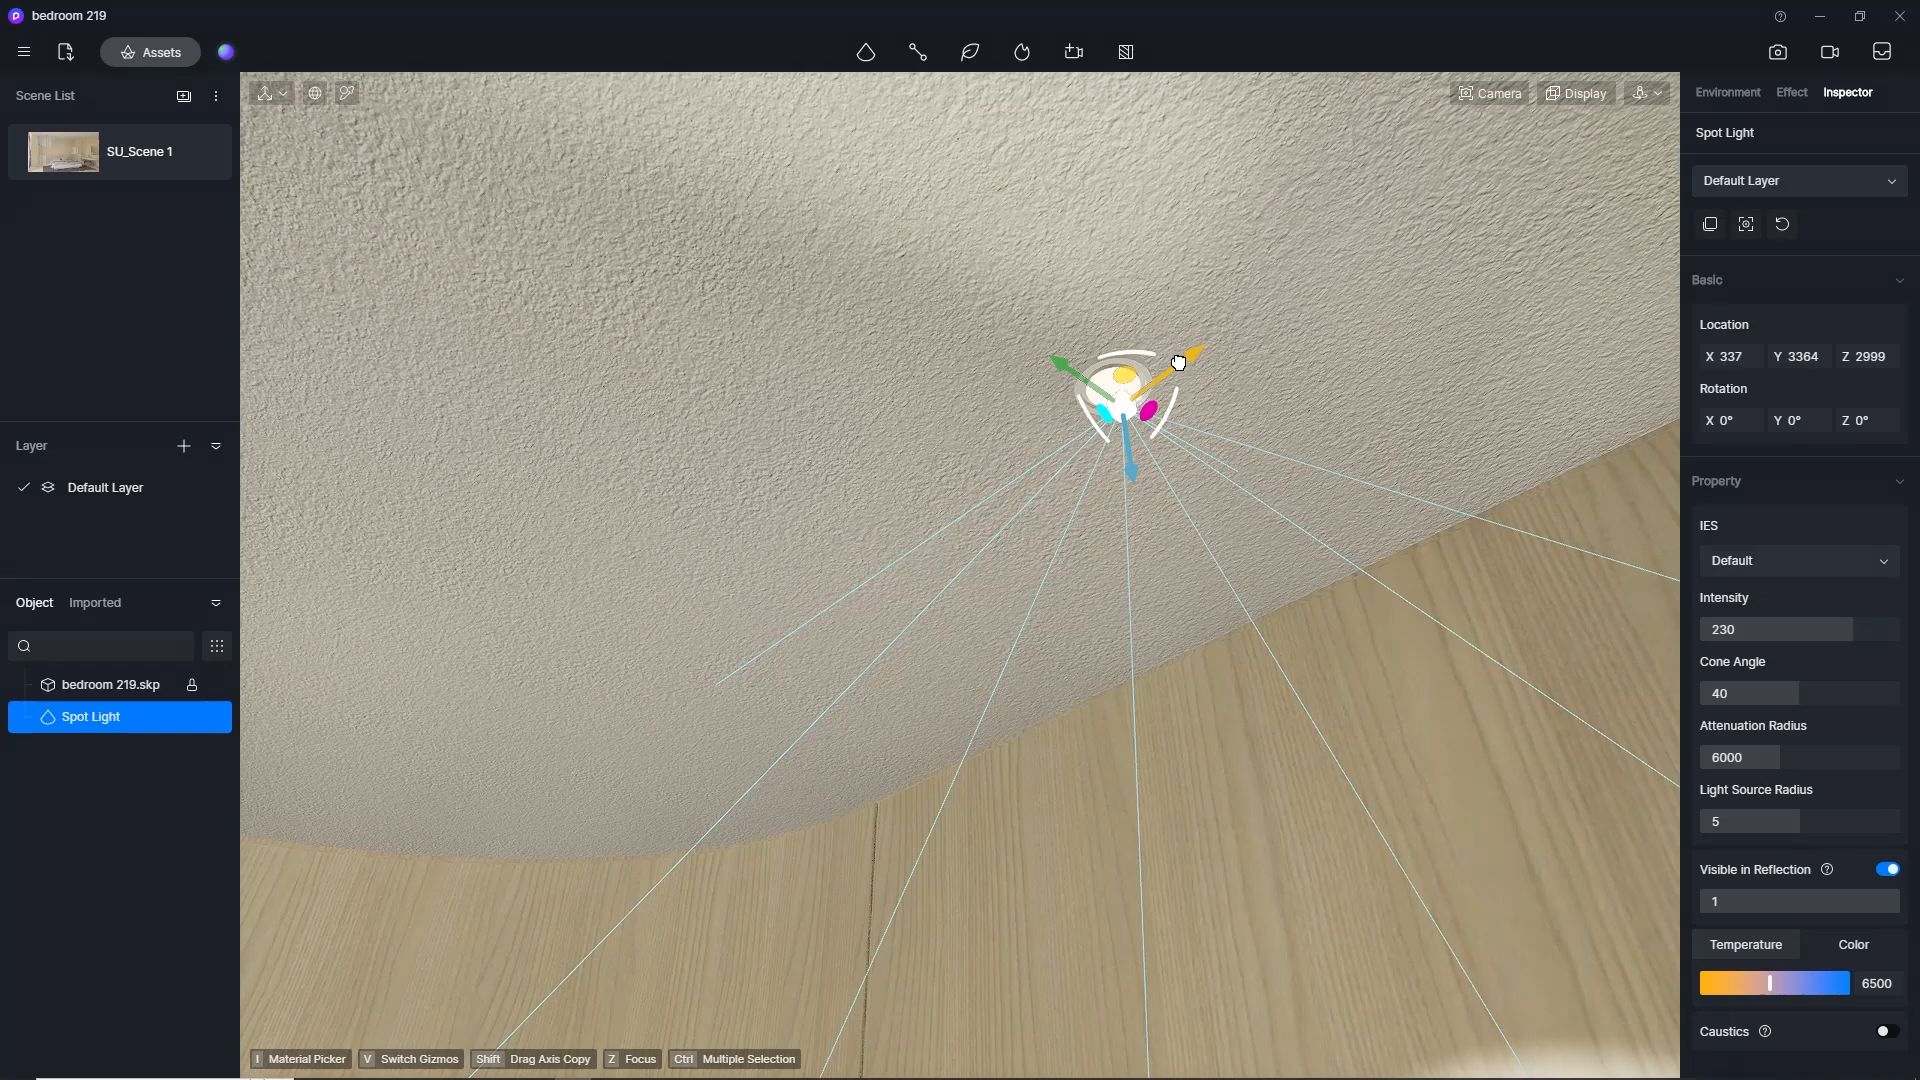 bedroom 219
Assets
Scene List
SU_Scene 1
Layer
Default Layer
Object Imported
bedroom 219.skp
Spot Light
Camera
Display
I Material Picker V Switch Gizmos Shift Drag Axis Copy Z Focus Ctrl Multiple Selection
Environment Effect Inspector
Spot Light
Default Layer
Basic
Location
X 337 Y 3364 Z 2999
Rotation
X 0° Y 0° Z 0°
Property
IES
Default
Intensity
230
Cone Angle
40
Attenuation Radius
6000
Light Source Radius
5
Visible in Reflection
1
Temperature Color
6500
Caustics